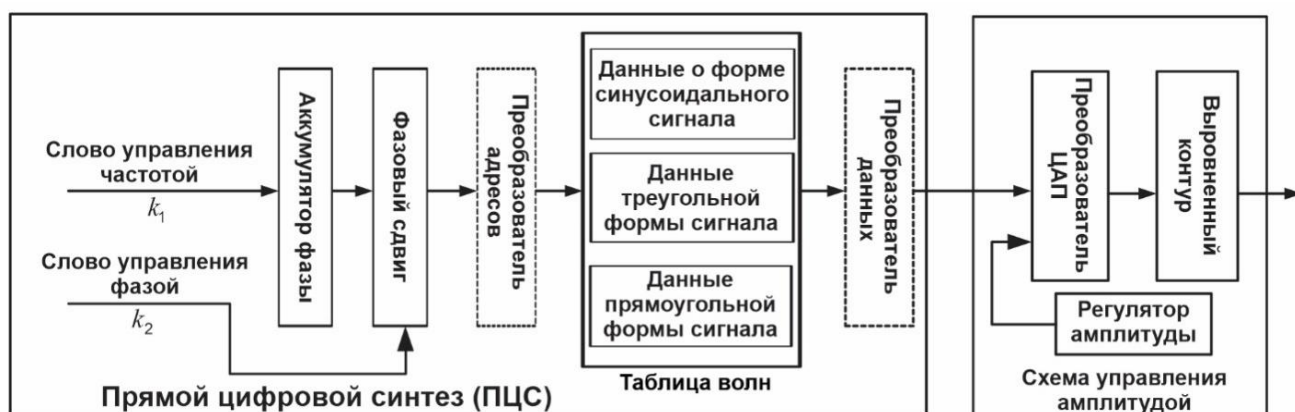 Слово управления
частотой
k₁
Слово управления
фазой
k₂
Аккумулятор фазы
Фазовый сдвиг
Преобразователь
адресов
Данные о форме
синусоидального
сигнала
Данные
треугольной
формы сигнала
Данные
прямоугольной
формы сигнала
Таблица волн
Преобразователь
данных
Прямой цифровой синтез (ПЦС)
Преобразователь
ЦАП
Выровненный
контур
Регулятор
амплитуды
Схема управления
амплитудой